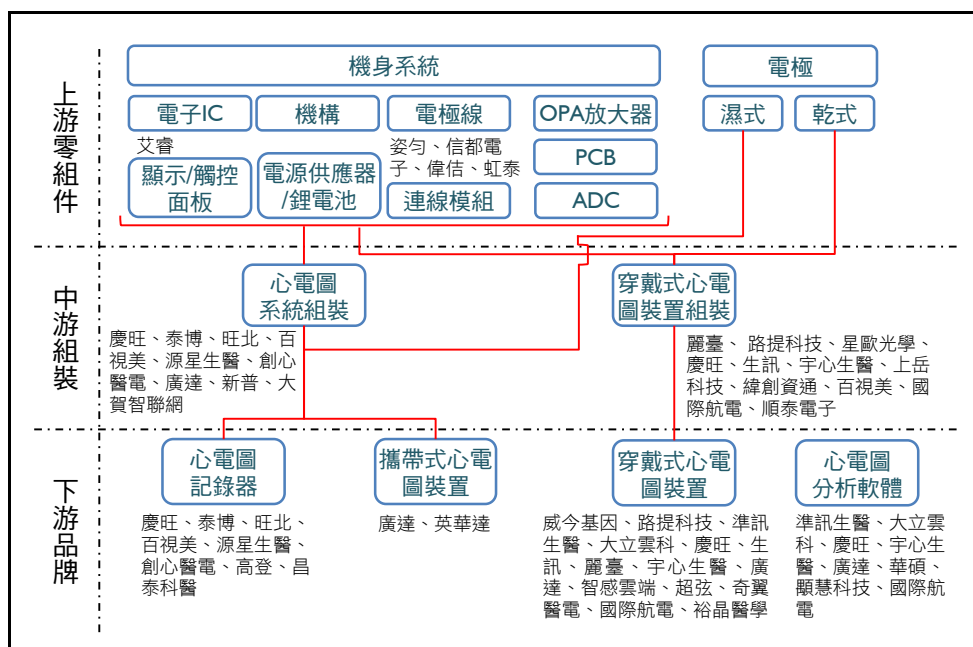 上游零組件
機身系統
電極
電子IC
機構
電極線
OPA放大器
濕式
乾式
艾睿
姿勻、信都電
子、偉佶、虹泰
PCB
顯示/觸控
面板
電源供應器
/鋰電池
連線模組
ADC
中游組裝
心電圖
系統組裝
穿戴式心電
圖裝置組裝
慶旺、泰博、旺北、百
視美、源星生醫、創心
醫電、廣達、新普、大
賀智聯網
麗臺、 路提科技、星歐光學、
慶旺、生訊、宇心生醫、上岳
科技、緯創資通、百視美、國
際航電、順泰電子
下游品牌
心電圖
記錄器
攜帶式心電
圖裝置
穿戴式心電
圖裝置
心電圖
分析軟體
慶旺、泰博、旺北、
百視美、源星生醫、
創心醫電、高登、昌
泰科醫
廣達、英華達
威今基因、路提科技、準訊
生醫、大立雲科、慶旺、生
訊、麗臺、宇心生醫、廣
達、智感雲端、超弦、奇翼
醫電、國際航電、裕晶醫學
準訊生醫、大立雲
科、慶旺、宇心生
醫、廣達、華碩、
顒慧科技、國際航
電